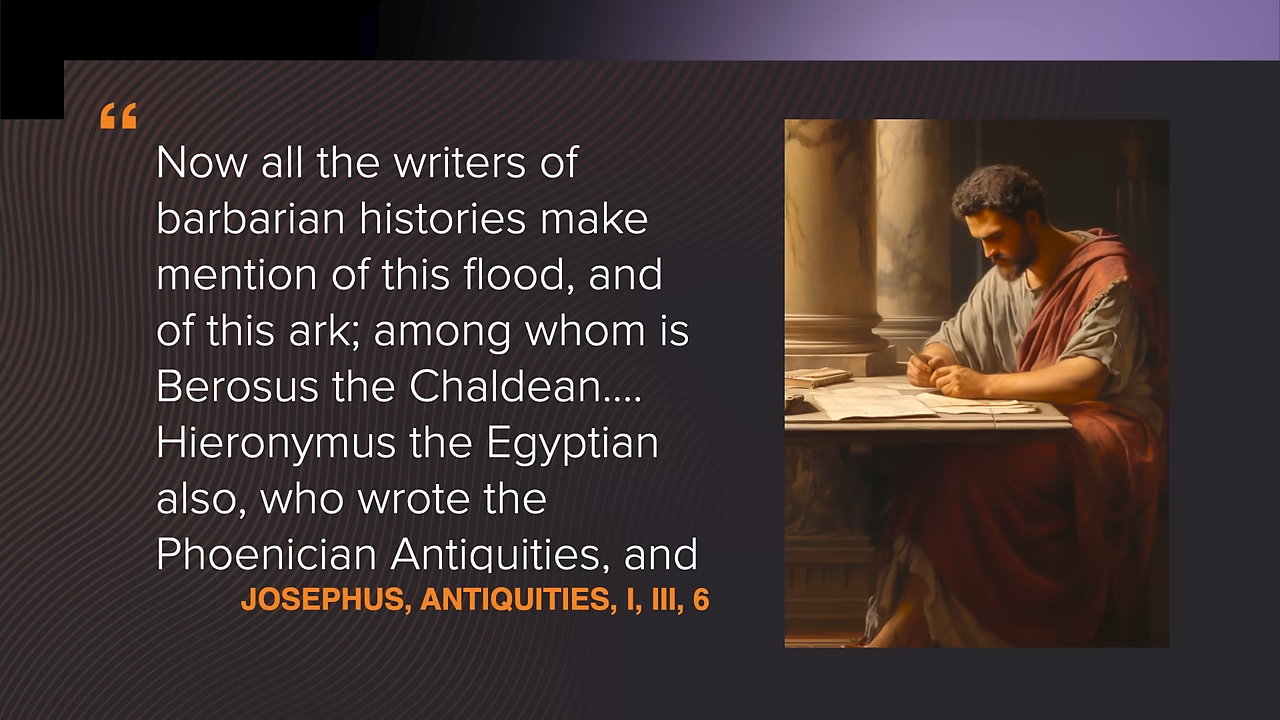 “
Now all the writers of
barbarian histories make
mention of this flood, and
of this ark; among whom is
Berosus the Chaldean....
Hieronymus the Egyptian
also, who wrote the
Phoenician Antiquities, and
JOSEPHUS, ANTIQUITIES, I, III, 6